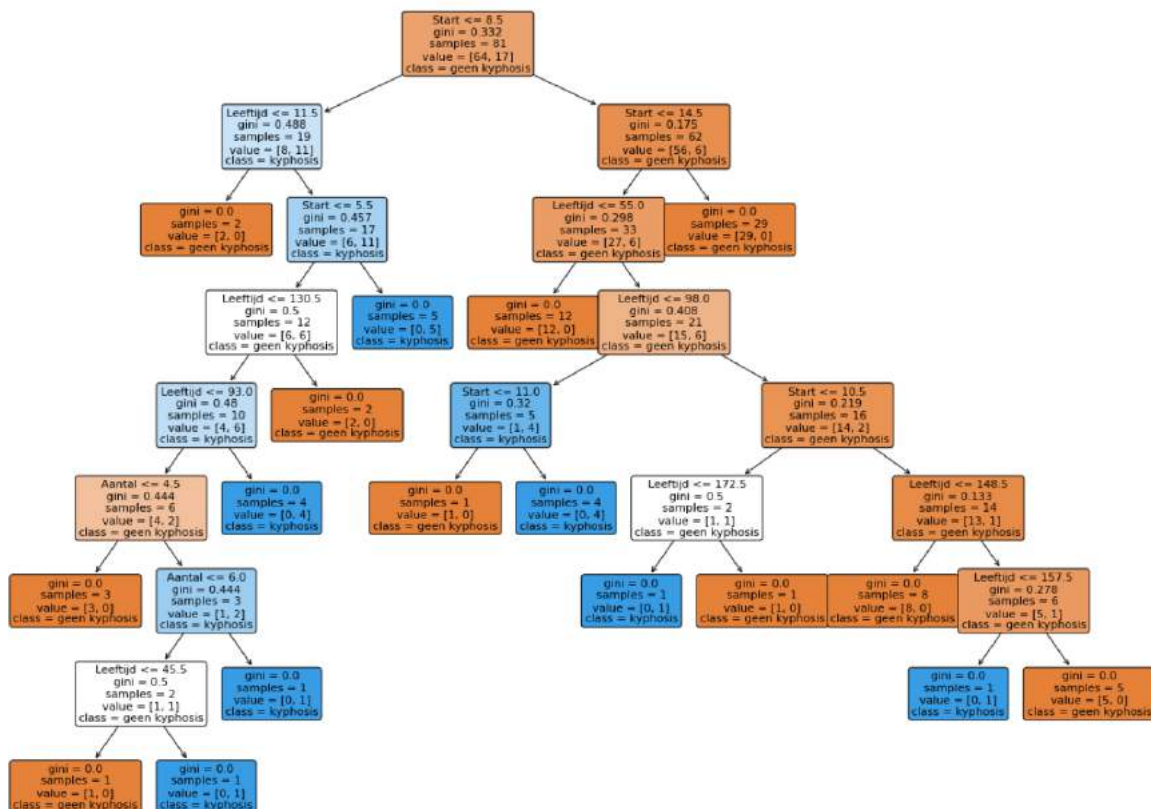 Start <= 8.5
gini = 0.332
samples = 81
value = [64, 17]
class = geen kyphosis
Leeftijd <= 11.5
gini = 0.488
samples = 19
value = [8, 11]
class = kyphosis
Start <= 14.5
gini = 0.175
samples = 62
value = [56, 6]
class = geen kyphosis
gini = 0.0
samples = 2
value = [2, 0]
class = geen kyphosis
Start <= 5.5
gini = 0.457
samples = 17
value = [6, 11]
class = kyphosis
Leeftijd <= 55.0
gini = 0.298
samples = 33
value = [27, 6]
class = geen kyphosis
gini = 0.0
samples = 29
value = [29, 0]
class = geen kyphosis
Leeftijd <= 130.5
gini = 0.5
samples = 12
value = [6, 6]
class = geen kyphosis
gini = 0.0
samples = 5
value = [0, 5]
class = kyphosis
gini = 0.0
samples = 12
value = [12, 0]
class = geen kyphosis
Leeftijd <= 98.0
gini = 0.408
samples = 21
value = [15, 6]
class = geen kyphosis
Leeftijd <= 93.0
gini = 0.48
samples = 10
value = [4, 6]
class = kyphosis
gini = 0.0
samples = 2
value = [2, 0]
class = geen kyphosis
Start <= 11.0
gini = 0.32
samples = 5
value = [1, 4]
class = kyphosis
Start <= 10.5
gini = 0.219
samples = 16
value = [14, 2]
class = geen kyphosis
Aantal <= 4.5
gini = 0.444
samples = 6
value = [4, 2]
class = geen kyphosis
gini = 0.0
samples = 4
value = [0, 4]
class = kyphosis
gini = 0.0
samples = 1
value = [1, 0]
class = geen kyphosis
gini = 0.0
samples = 4
value = [0, 4]
class = kyphosis
Leeftijd <= 172.5
gini = 0.5
samples = 2
value = [1, 1]
class = geen kyphosis
Leeftijd <= 148.5
gini = 0.133
samples = 14
value = [13, 1]
class = geen kyphosis
gini = 0.0
samples = 3
value = [3, 0]
class = geen kyphosis
Aantal <= 6.0
gini = 0.444
samples = 3
value = [1, 2]
class = kyphosis
gini = 0.0
samples = 1
value = [0, 1]
class = kyphosis
gini = 0.0
samples = 1
value = [1, 0]
class = geen kyphosis
gini = 0.0
samples = 8
value = [8, 0]
class = geen kyphosis
Leeftijd <= 157.5
gini = 0.278
samples = 6
value = [5, 1]
class = geen kyphosis
Leeftijd <= 45.5
gini = 0.5
samples = 2
value = [1, 1]
class = geen kyphosis
gini = 0.0
samples = 1
value = [0, 1]
class = kyphosis
gini = 0.0
samples = 1
value = [0, 1]
class = kyphosis
gini = 0.0
samples = 5
value = [5, 0]
class = geen kyphosis
gini = 0.0
samples = 1
value = [1, 0]
class = geen kyphosis
gini = 0.0
samples = 1
value = [0, 1]
class = kyphosis